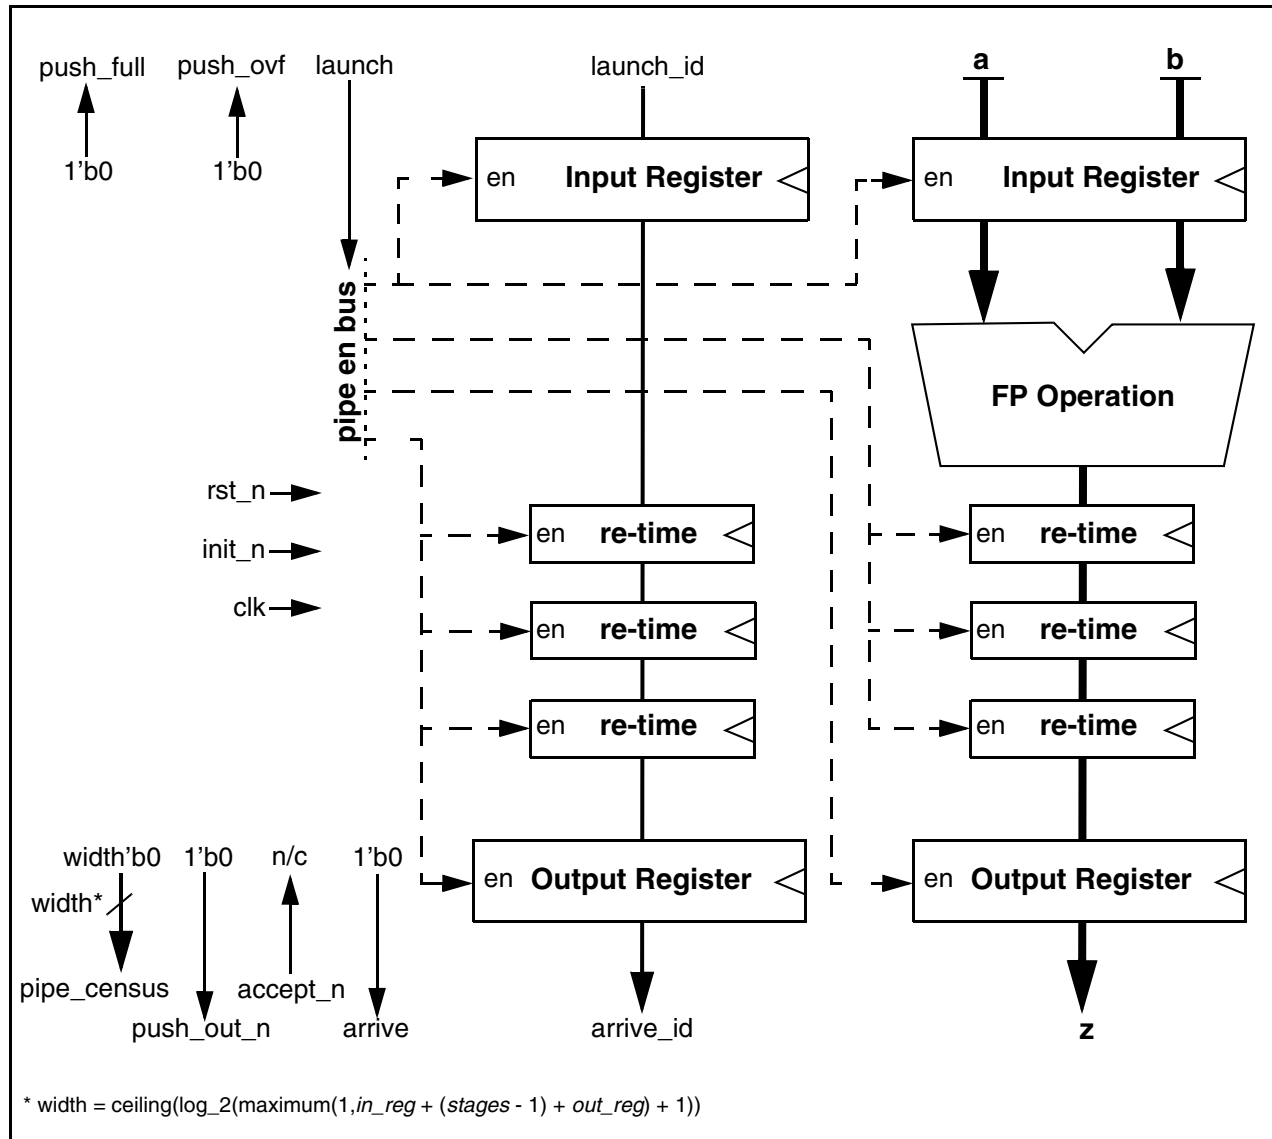 push_full push_ovf launch launch_id a b
1'b0 1'b0 en Input Register en Input Register
pipe en bus
FP Operation
rst_n
init_n
clk
en re-time en re-time
en re-time en re-time
en re-time en re-time
width'b0 1'b0 n/c 1'b0
en Output Register en Output Register
width*
pipe_census accept_n
push_out_n arrive arrive_id z
* width = ceiling(log_2(maximum(1,in_reg + (stages - 1) + out_reg) + 1))